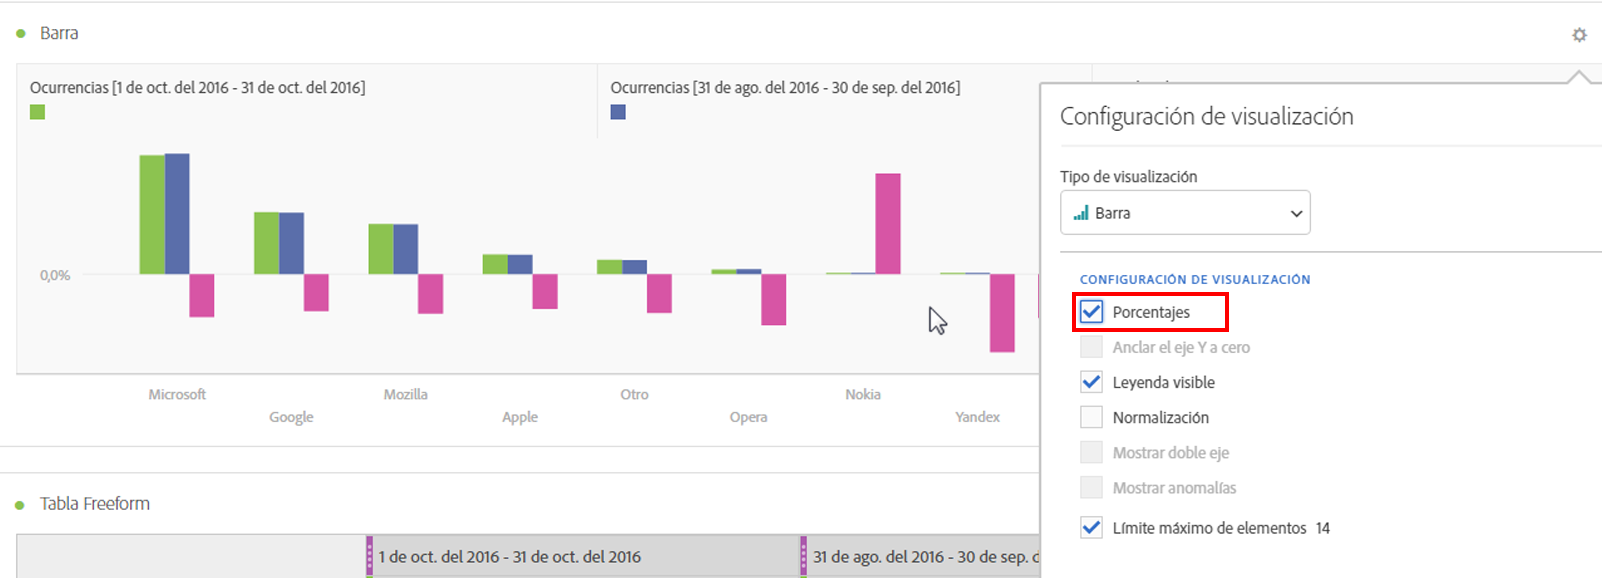 Barra
Ocurrencias [1 de oct. del 2016 - 31 de oct. del 2016]
Ocurrencias [31 de ago. del 2016 - 30 de sep. del 2016]
0,0%
Microsoft
Google
Mozilla
Apple
Otro
Opera
Nokia
Yandex
Configuración de visualización
Tipo de visualización
Barra
CONFIGURACIÓN DE VISUALIZACIÓN
Porcentajes
Anclar el eje Y a cero
Leyenda visible
Normalización
Mostrar doble eje
Mostrar anomalías
Límite máximo de elementos 14
Tabla Freeform
1 de oct. del 2016 - 31 de oct. del 2016
31 de ago. del 2016 - 30 de sep. d